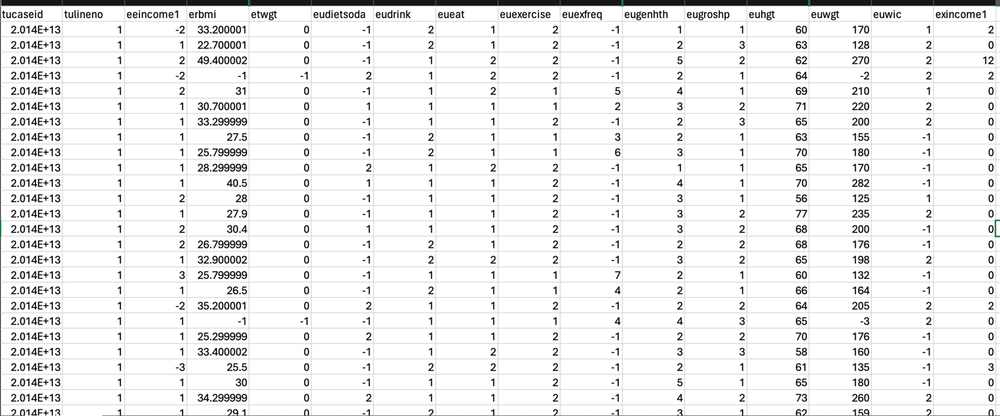 tucaseid tulineno eeincome1 erbmi etwgt eudietsoda eudrink eueat euexercise euexfreq eugenhth eugroshp euhgt euwgt euwic exincome1
2.014E+13 1 -2 33.200001 0 -1 2 1 2 -1 1 1 60 170 1 2
2.014E+13 1 1 22.700001 0 -1 2 1 2 -1 2 3 63 128 2 0
2.014E+13 1 2 49.400002 0 -1 1 2 2 -1 5 2 62 270 2 12
2.014E+13 1 -2 -1 -1 2 1 2 2 -1 2 1 64 -2 2 2
2.014E+13 1 2 31 0 -1 1 2 1 5 4 1 69 210 1 0
2.014E+13 1 1 30.700001 0 1 1 1 1 2 3 2 71 220 2 0
2.014E+13 1 1 33.299999 0 -1 1 1 2 -1 2 3 65 200 2 0
2.014E+13 1 1 27.5 0 -1 2 1 1 3 2 1 63 155 -1 0
2.014E+13 1 1 25.799999 0 -1 2 1 1 6 3 1 70 180 -1 0
2.014E+13 1 1 28.299999 0 2 1 2 2 -1 1 1 65 170 -1 0
2.014E+13 1 1 40.5 0 1 1 1 2 -1 4 1 70 282 -1 0
2.014E+13 1 2 28 0 -1 1 1 2 -1 3 1 56 125 1 0
2.014E+13 1 1 27.9 0 -1 1 1 2 -1 3 2 77 235 2 0
2.014E+13 1 2 30.4 0 1 1 1 2 -1 3 2 68 200 -1 0
2.014E+13 1 2 26.799999 0 -1 2 1 2 -1 2 2 68 176 -1 0
2.014E+13 1 1 32.900002 0 -1 2 2 2 -1 3 2 65 198 2 0
2.014E+13 1 3 25.799999 0 -1 1 1 1 7 2 1 60 132 -1 0
2.014E+13 1 1 26.5 0 -1 2 1 1 4 2 1 66 164 -1 0
2.014E+13 1 -2 35.200001 0 2 1 1 2 -1 2 2 64 205 2 2
2.014E+13 1 1 -1 -1 -1 1 1 1 4 4 3 65 -3 2 0
2.014E+13 1 1 25.299999 0 2 1 1 2 -1 2 2 70 176 -1 0
2.014E+13 1 1 33.400002 0 -1 1 2 2 -1 3 3 58 160 -1 0
2.014E+13 1 -3 25.5 0 -1 2 2 2 -1 2 1 61 135 -1 3
2.014E+13 1 1 30 0 -1 1 1 2 -1 5 1 65 180 -1 0
2.014E+13 1 1 34.299999 0 2 1 1 2 -1 4 2 73 260 2 0
2.014E+13 1 1 29.1 0 -1 2 1 2 -1 3 1 62 159 2 0